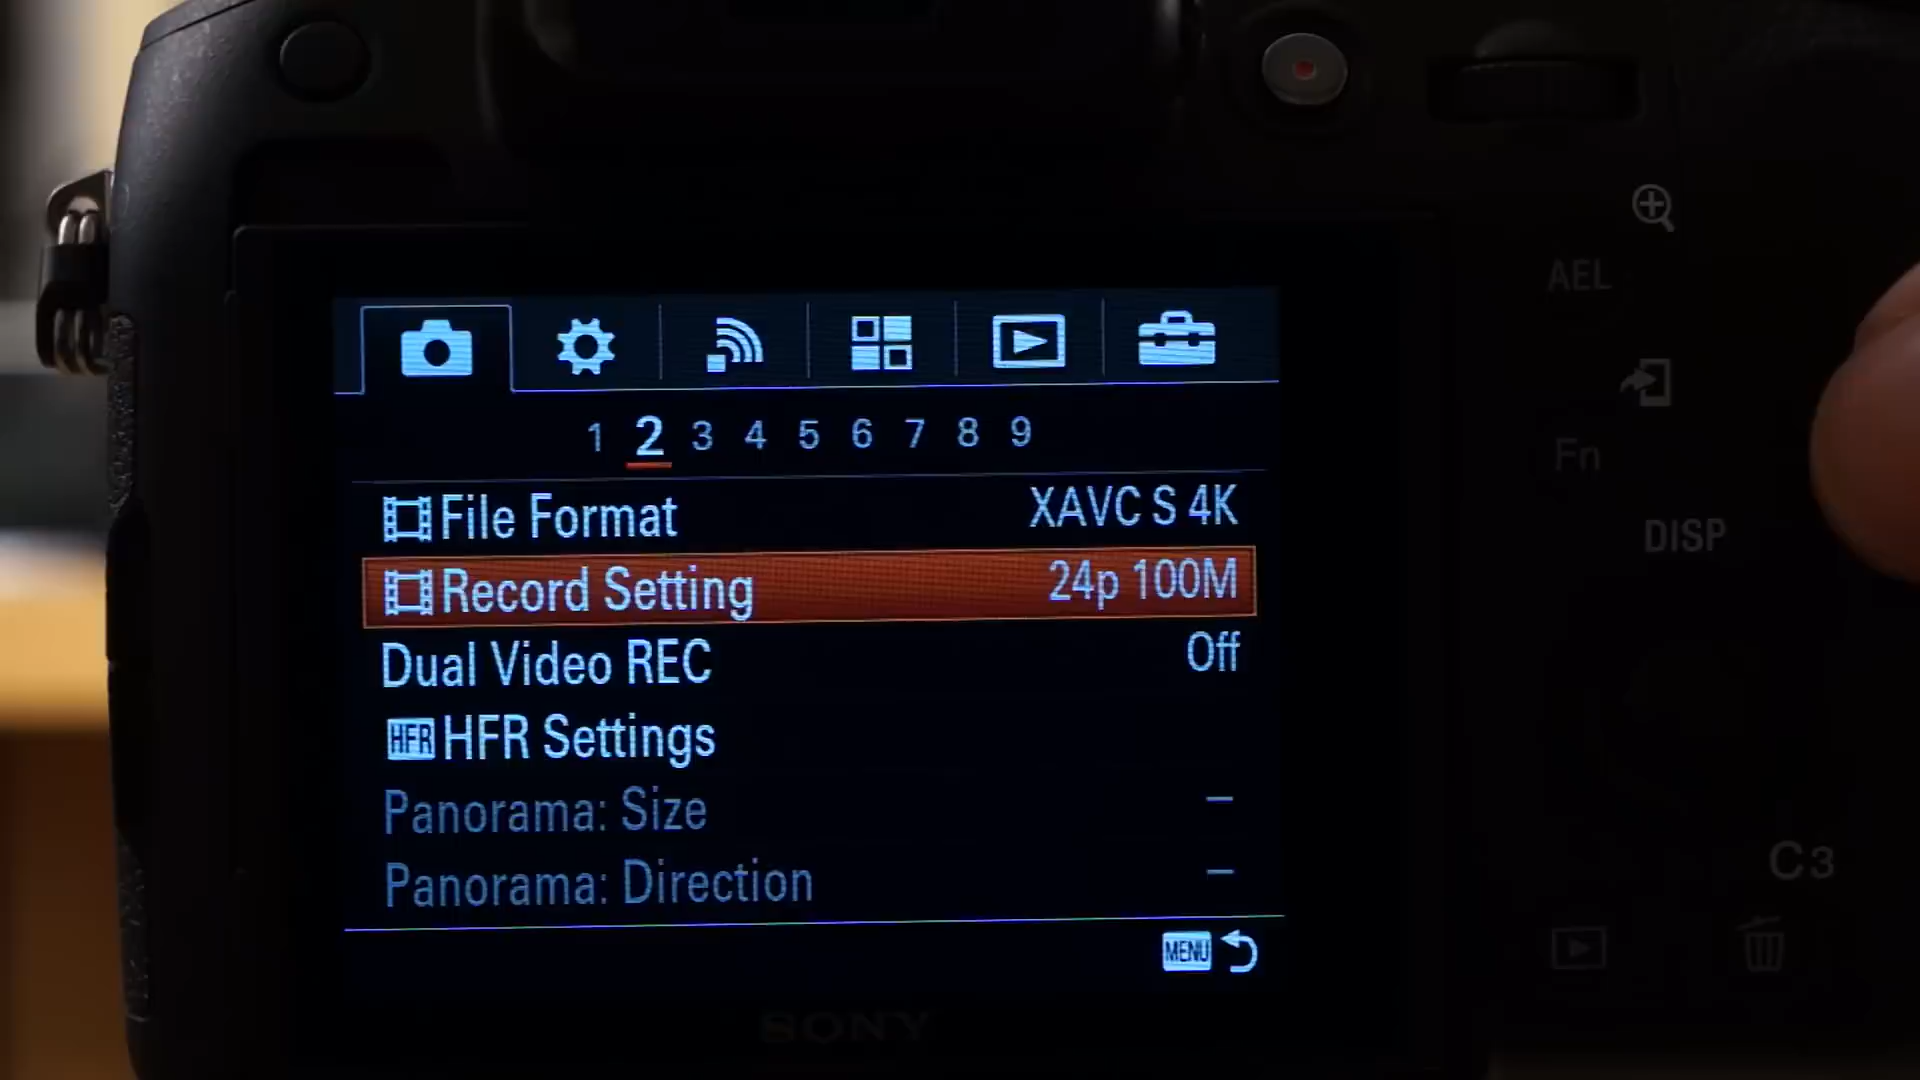 AEL
1 2 3 4 5 6 7 8 9
Fn
File Format XAVC S 4K
DISP
Record Setting 24p 100M
Dual Video REC Off
HFR HFR Settings
Panorama: Size –
Panorama: Direction –
C3
MENU
SONY